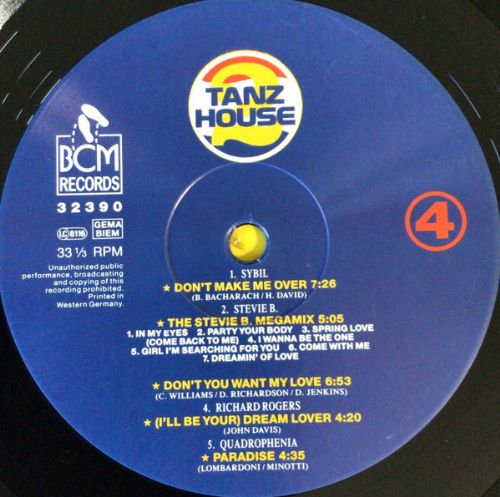 2
TANZ
HOUSE
BCM
RECORDS
32390
LC 8116
GEMA
BIEM
33 1/3 RPM
Unauthorized public
performance, broadcasting
and copying of this
recording prohibited.
Printed in
Western Germany.
4
1. SYBIL
★ DON'T MAKE ME OVER 7:26
(B. BACHARACH / H. DAVID)
2. STEVIE B.
★ THE STEVIE B. MEGAMIX 5:05
1. IN MY EYES 2. PARTY YOUR BODY 3. SPRING LOVE
(COME BACK TO ME) 4. I WANNA BE THE ONE
5. GIRL I'M SEARCHING FOR YOU 6. COME WITH ME
7. DREAMIN' OF LOVE
★ DON'T YOU WANT MY LOVE 6:53
(C. WILLIAMS / D. RICHARDSON / D. JENKINS)
4. RICHARD ROGERS
★ (I'LL BE YOUR) DREAM LOVER 4:20
(JOHN DAVIS)
5. QUADROPHENIA
★ PARADISE 4:35
(LOMBARDONI / MINOTTI)